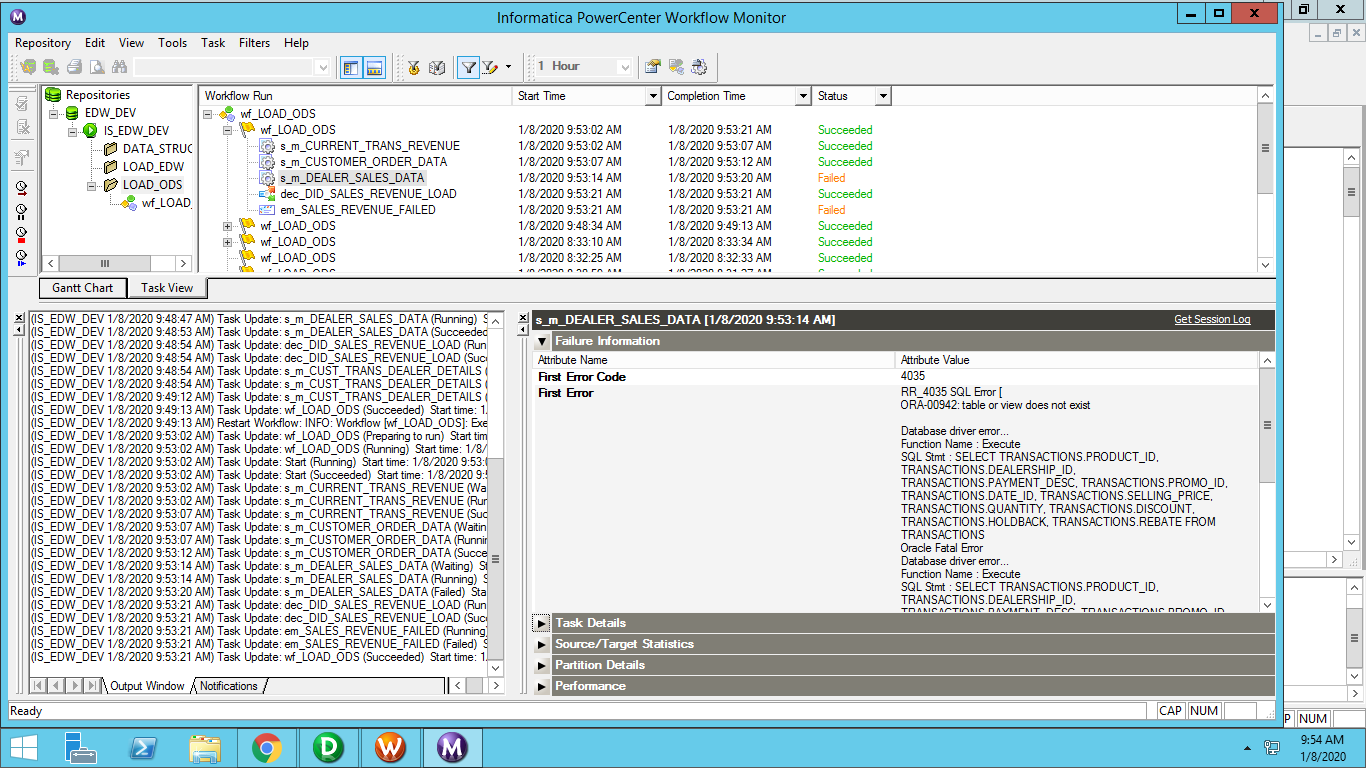 Informatica PowerCenter Workflow Monitor
Repository Edit View Tools Task Filters Help
1 Hour
Repositories
EDW_DEV
IS_EDW_DEV
DATA_STRUC
LOAD_EDW
LOAD_ODS
wf_LOAD_
Workflow Run Start Time Completion Time Status
wf_LOAD_ODS
wf_LOAD_ODS 1/8/2020 9:53:02 AM 1/8/2020 9:53:21 AM Succeeded
s_m_CURRENT_TRANS_REVENUE 1/8/2020 9:53:02 AM 1/8/2020 9:53:07 AM Succeeded
s_m_CUSTOMER_ORDER_DATA 1/8/2020 9:53:07 AM 1/8/2020 9:53:12 AM Succeeded
s_m_DEALER_SALES_DATA 1/8/2020 9:53:14 AM 1/8/2020 9:53:20 AM Failed
dec_DID_SALES_REVENUE_LOAD 1/8/2020 9:53:21 AM 1/8/2020 9:53:21 AM Succeeded
em_SALES_REVENUE_FAILED 1/8/2020 9:53:21 AM 1/8/2020 9:53:21 AM Failed
wf_LOAD_ODS 1/8/2020 9:48:34 AM 1/8/2020 9:49:13 AM Succeeded
wf_LOAD_ODS 1/8/2020 8:33:10 AM 1/8/2020 8:33:34 AM Succeeded
wf_LOAD_ODS 1/8/2020 8:32:25 AM 1/8/2020 8:32:33 AM Succeeded
Gantt Chart Task View
(IS_EDW_DEV 1/8/2020 9:48:47 AM) Task Update: s_m_DEALER_SALES_DATA (Running) S
(IS_EDW_DEV 1/8/2020 9:48:53 AM) Task Update: s_m_DEALER_SALES_DATA (Succeeded
(IS_EDW_DEV 1/8/2020 9:48:54 AM) Task Update: dec_DID_SALES_REVENUE_LOAD (Run
(IS_EDW_DEV 1/8/2020 9:48:54 AM) Task Update: dec_DID_SALES_REVENUE_LOAD (Suc
(IS_EDW_DEV 1/8/2020 9:48:54 AM) Task Update: s_m_CUST_TRANS_DEALER_DETAILS (
(IS_EDW_DEV 1/8/2020 9:48:54 AM) Task Update: s_m_CUST_TRANS_DEALER_DETAILS (
(IS_EDW_DEV 1/8/2020 9:49:12 AM) Task Update: s_m_CUST_TRANS_DEALER_DETAILS (
(IS_EDW_DEV 1/8/2020 9:49:13 AM) Task Update: wf_LOAD_ODS (Succeeded) Start time: 1/
(IS_EDW_DEV 1/8/2020 9:49:13 AM) Restart Workflow: INFO: Workflow [wf_LOAD_ODS]: Exe
(IS_EDW_DEV 1/8/2020 9:53:02 AM) Task Update: wf_LOAD_ODS (Preparing to run) Start tim
(IS_EDW_DEV 1/8/2020 9:53:02 AM) Task Update: wf_LOAD_ODS (Running) Start time: 1/8/
(IS_EDW_DEV 1/8/2020 9:53:02 AM) Task Update: Start (Running) Start time: 1/8/2020 9:53:0
(IS_EDW_DEV 1/8/2020 9:53:02 AM) Task Update: Start (Succeeded) Start time: 1/8/2020 9:5
(IS_EDW_DEV 1/8/2020 9:53:02 AM) Task Update: s_m_CURRENT_TRANS_REVENUE (Wa
(IS_EDW_DEV 1/8/2020 9:53:02 AM) Task Update: s_m_CURRENT_TRANS_REVENUE (Rur
(IS_EDW_DEV 1/8/2020 9:53:07 AM) Task Update: s_m_CURRENT_TRANS_REVENUE (Suc
(IS_EDW_DEV 1/8/2020 9:53:07 AM) Task Update: s_m_CUSTOMER_ORDER_DATA (Waitin
(IS_EDW_DEV 1/8/2020 9:53:07 AM) Task Update: s_m_CUSTOMER_ORDER_DATA (Runnin
(IS_EDW_DEV 1/8/2020 9:53:12 AM) Task Update: s_m_CUSTOMER_ORDER_DATA (Succe
(IS_EDW_DEV 1/8/2020 9:53:14 AM) Task Update: s_m_DEALER_SALES_DATA (Waiting) St
(IS_EDW_DEV 1/8/2020 9:53:14 AM) Task Update: s_m_DEALER_SALES_DATA (Running) S
(IS_EDW_DEV 1/8/2020 9:53:20 AM) Task Update: s_m_DEALER_SALES_DATA (Failed) Sta
(IS_EDW_DEV 1/8/2020 9:53:21 AM) Task Update: dec_DID_SALES_REVENUE_LOAD (Run
(IS_EDW_DEV 1/8/2020 9:53:21 AM) Task Update: dec_DID_SALES_REVENUE_LOAD (Suc
(IS_EDW_DEV 1/8/2020 9:53:21 AM) Task Update: em_SALES_REVENUE_FAILED (Running)
(IS_EDW_DEV 1/8/2020 9:53:21 AM) Task Update: em_SALES_REVENUE_FAILED (Failed) S
(IS_EDW_DEV 1/8/2020 9:53:21 AM) Task Update: wf_LOAD_ODS (Succeeded) Start time: 1/
Output Window Notifications
s_m_DEALER_SALES_DATA [1/8/2020 9:53:14 AM] Get Session Log
Failure Information
Attribute Name Attribute Value
First Error Code 4035
First Error RR_4035 SQL Error [
ORA-00942: table or view does not exist
Database driver error...
Function Name : Execute
SQL Stmt : SELECT TRANSACTIONS.PRODUCT_ID,
TRANSACTIONS.DEALERSHIP_ID,
TRANSACTIONS.PAYMENT_DESC, TRANSACTIONS.PROMO_ID,
TRANSACTIONS.DATE_ID, TRANSACTIONS.SELLING_PRICE,
TRANSACTIONS.QUANTITY, TRANSACTIONS.DISCOUNT,
TRANSACTIONS.HOLDBACK, TRANSACTIONS.REBATE FROM
TRANSACTIONS
Oracle Fatal Error
Database driver error...
Function Name : Execute
SQL Stmt : SELECT TRANSACTIONS.PRODUCT_ID,
TRANSACTIONS.DEALERSHIP_ID,
TRANSACTIONS.PAYMENT_DESC, TRANSACTIONS.PROMO_ID,
Task Details
Source/Target Statistics
Partition Details
Performance
Ready CAP NUM
P NUM
9:54 AM
1/8/2020